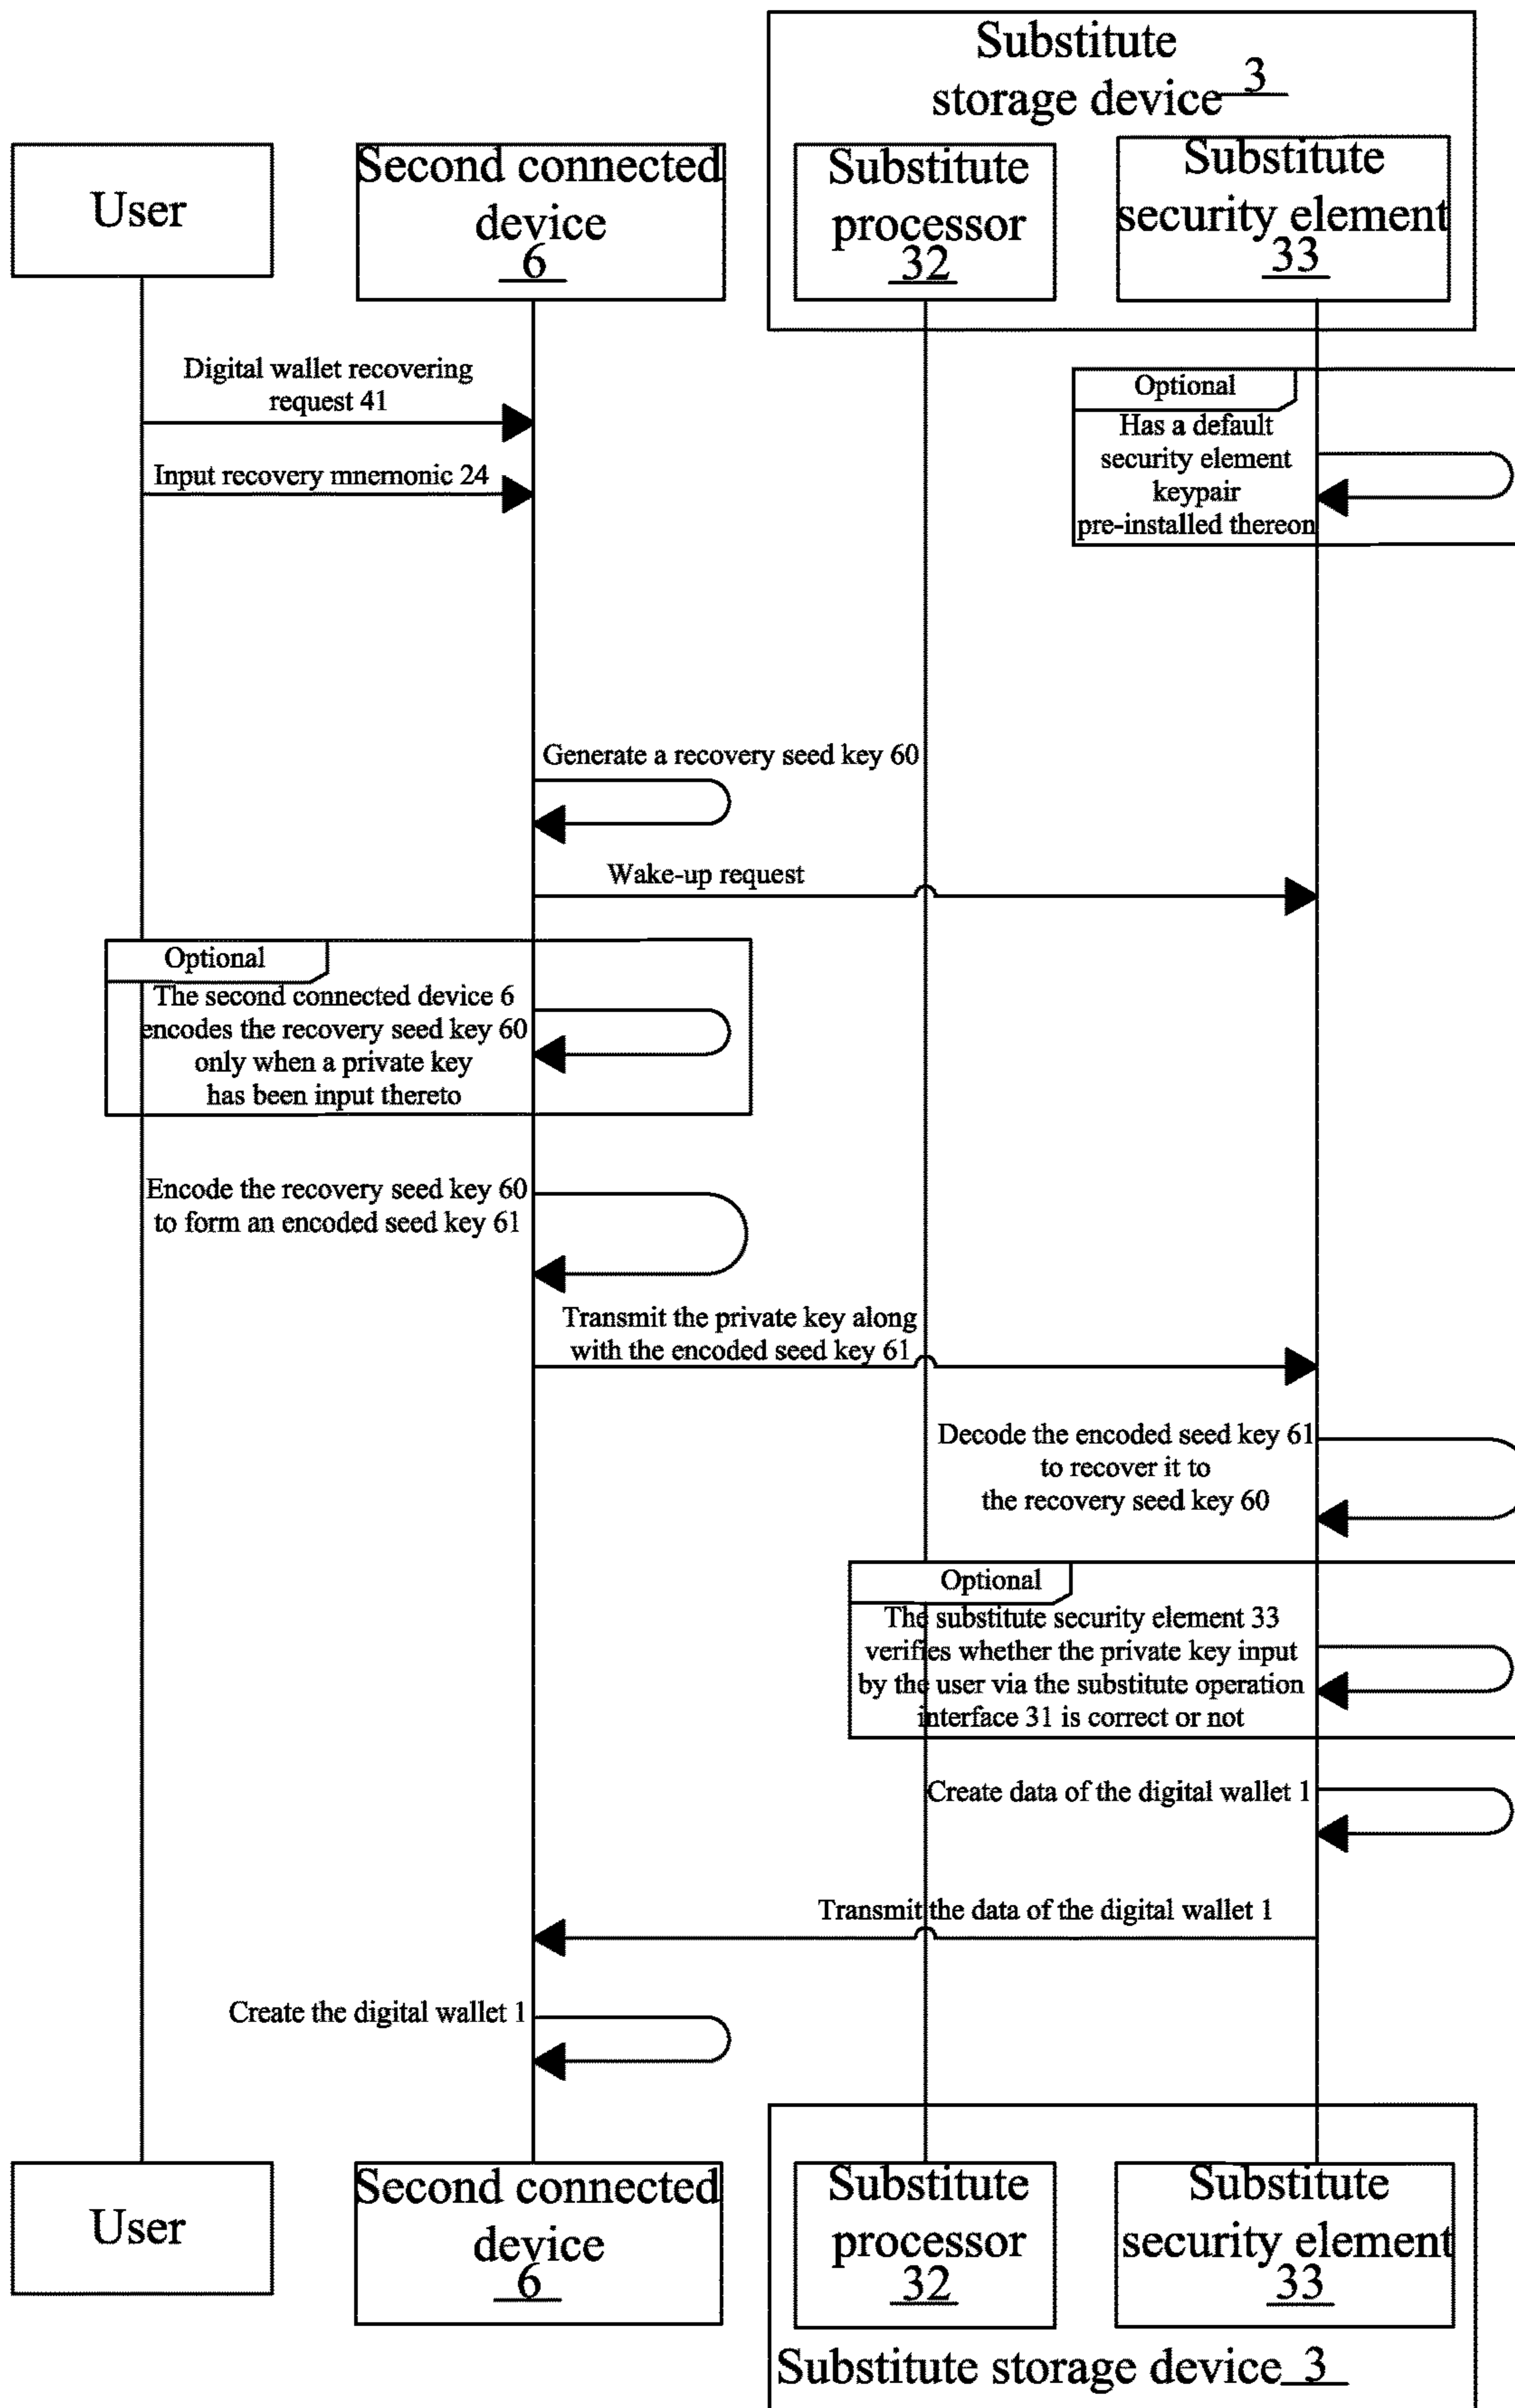 Substitute
storage device 3
User
Second connected
device
6
Substitute
processor
32
Substitute
security element
33
Digital wallet recovering
request 41
Input recovery mnemonic 24
Optional
Has a default
security element
keypair
pre-installed thereon
Generate a recovery seed key 60
Wake-up request
Optional
The second connected device 6
encodes the recovery seed key 60
only when a private key
has been input thereto
Encode the recovery seed key 60
to form an encoded seed key 61
Transmit the private key along
with the encoded seed key 61
Decode the encoded seed key 61
to recover it to
the recovery seed key 60
Optional
The substitute security element 33
verifies whether the private key input
by the user via the substitute operation
interface 31 is correct or not
Create data of the digital wallet 1
Transmit the data of the digital wallet 1
Create the digital wallet 1
User
Second connected
device
6
Substitute
processor
32
Substitute
security element
33
Substitute storage device 3